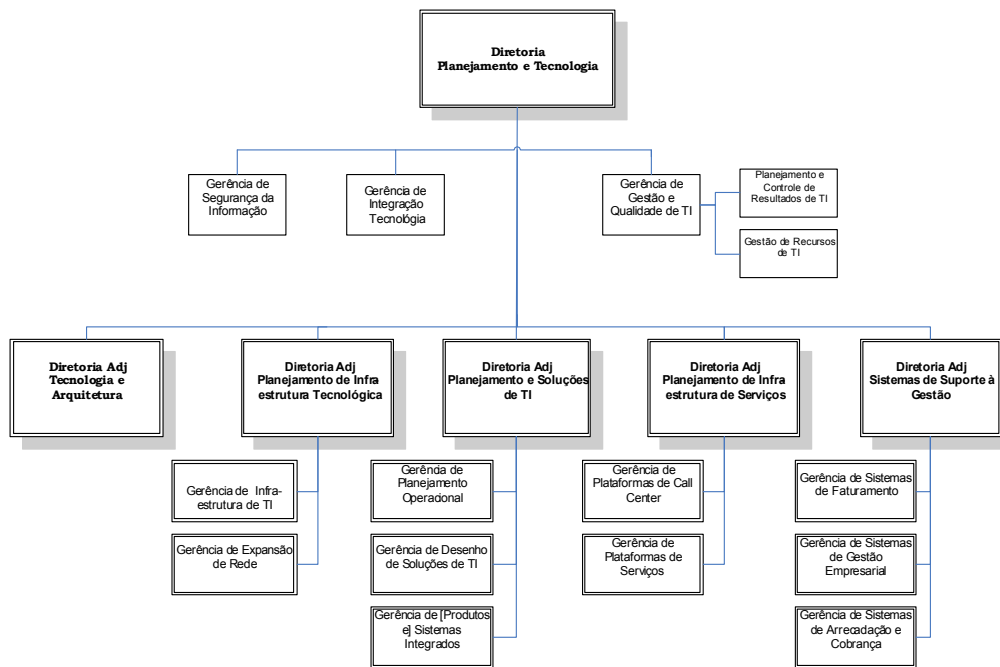 Diretoria
Planejamento e Tecnologia
Gerência de
Segurança da
Informação
Gerência de
Integração
Tecnológia
Gerência de
Gestão e
Qualidade de TI
Planejamento e
Controle de
Resultados de TI
Gestão de Recursos
de TI
Diretoria Adj
Tecnologia e
Arquitetura
Diretoria Adj
Planejamento de Infra
estrutura Tecnológica
Diretoria Adj
Planejamento e Soluções
de TI
Diretoria Adj
Planejamento de Infra
estrutura de Serviços
Diretoria Adj
Sistemas de Suporte à
Gestão
Gerência de Infra-
estrutura de TI
Gerência de Expansão
de Rede
Gerência de
Planejamento
Operacional
Gerência de Desenho
de Soluções de TI
Gerência de [Produtos
e] Sistemas
Integrados
Gerência de
Plataformas de Call
Center
Gerência de
Plataformas de
Serviços
Gerência de Sistemas
de Faturamento
Gerência de Sistemas
de Gestão
Empresarial
Gerência de Sistemas
de Arrecadação e
Cobrança